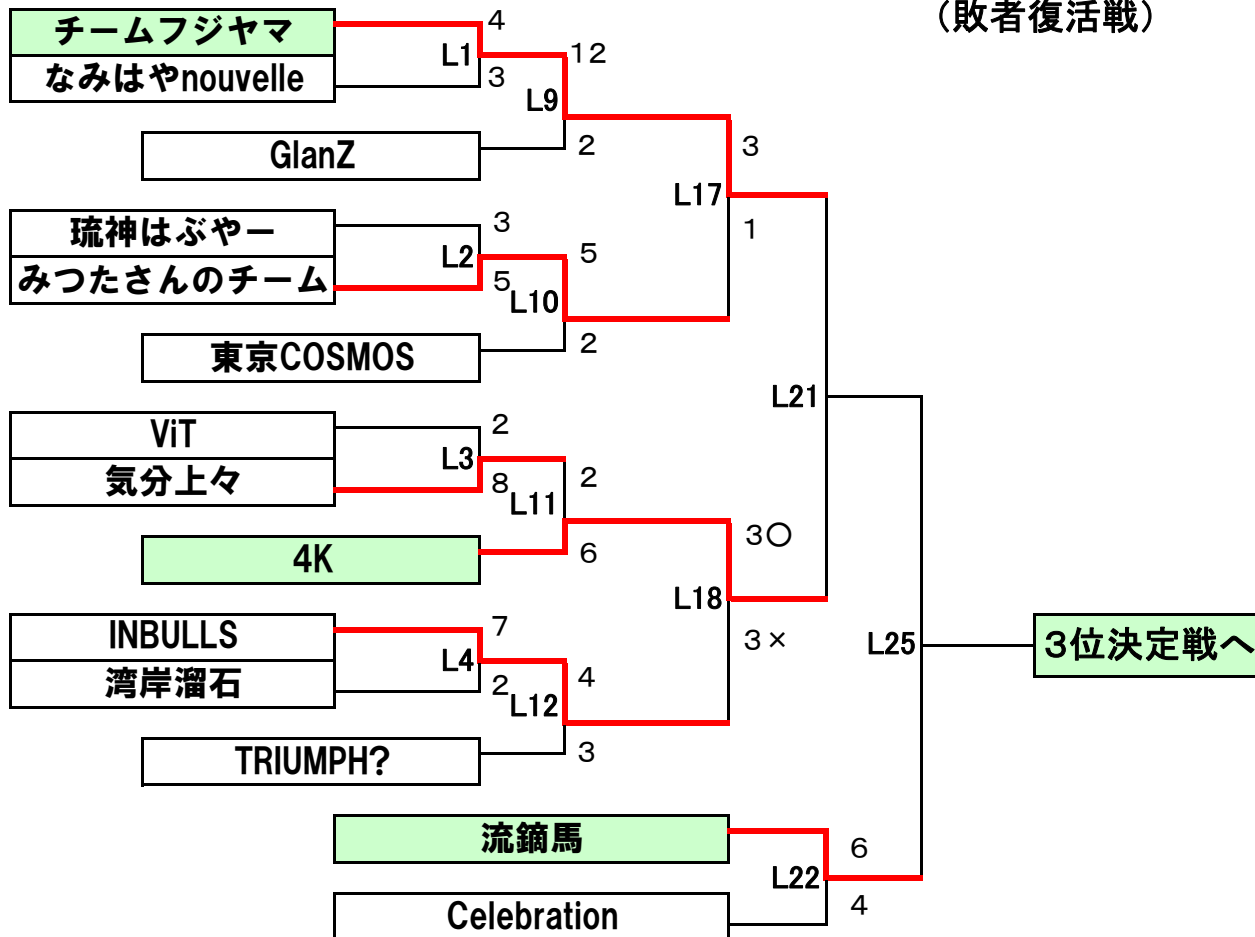 （敗者復活戦）
チームフジヤマ
なみはやnouvelle
4
L1
3
12
L9
2
GlanZ
3
L17
1
琉神はぶやー
みつたさんのチーム
3
L2
5
5
L10
2
東京COSMOS
L21
ViT
気分上々
2
L3
8
2
L11
6
4K
3〇
L18
3×
INBULLS
湾岸溜石
7
L4
2
4
L12
3
TRIUMPH?
L25
3位決定戦へ
流鏑馬
6
L22
4
Celebration